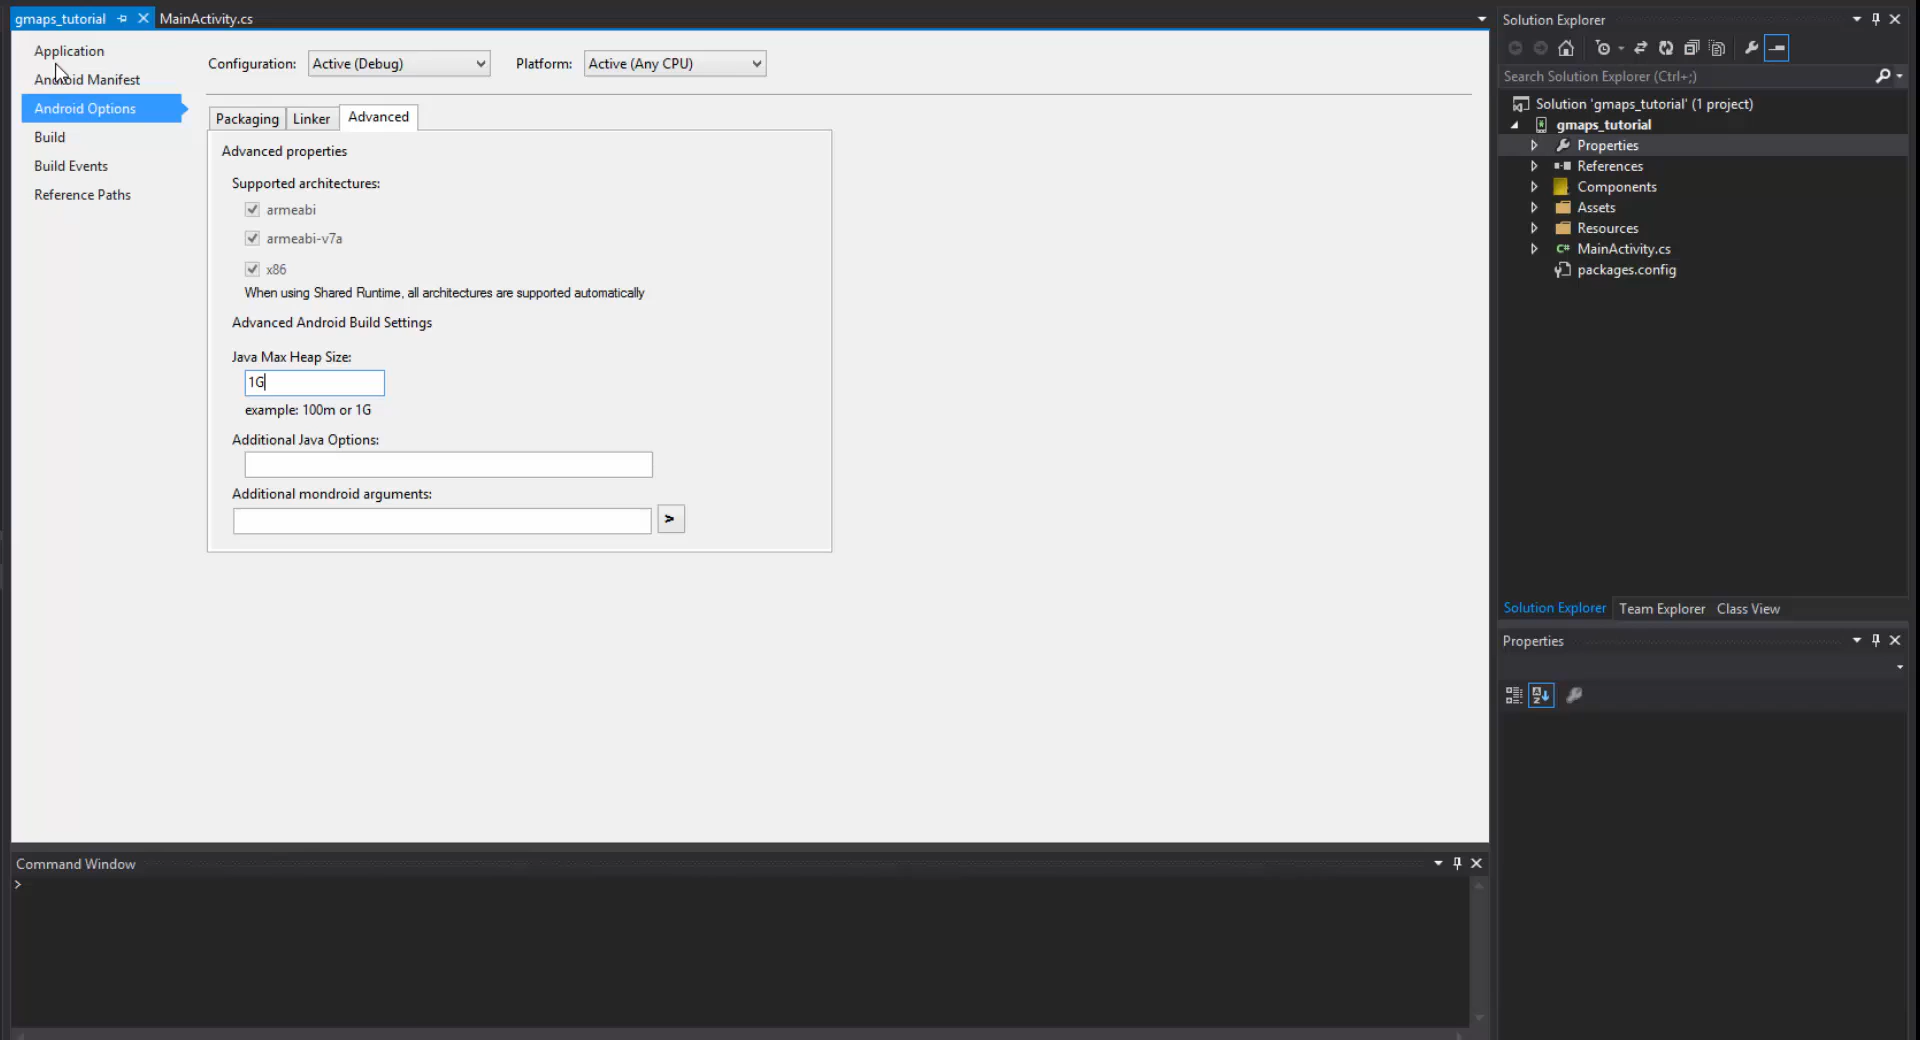 gmaps_tutorial
MainActivity.cs
Application
Android Manifest
Android Options
Build
Build Events
Reference Paths
Configuration: Active (Debug) Platform: Active (Any CPU)
Packaging Linker Advanced
Advanced properties
Supported architectures:
armeabi
armeabi-v7a
x86
When using Shared Runtime, all architectures are supported automatically
Advanced Android Build Settings
Java Max Heap Size:
1G
example: 100m or 1G
Additional Java Options:
Additional mondroid arguments:
>
Command Window
>
Solution Explorer
Search Solution Explorer (Ctrl+;)
Solution 'gmaps_tutorial' (1 project)
gmaps_tutorial
Properties
References
Components
Assets
Resources
C# MainActivity.cs
packages.config
Solution Explorer Team Explorer Class View
Properties